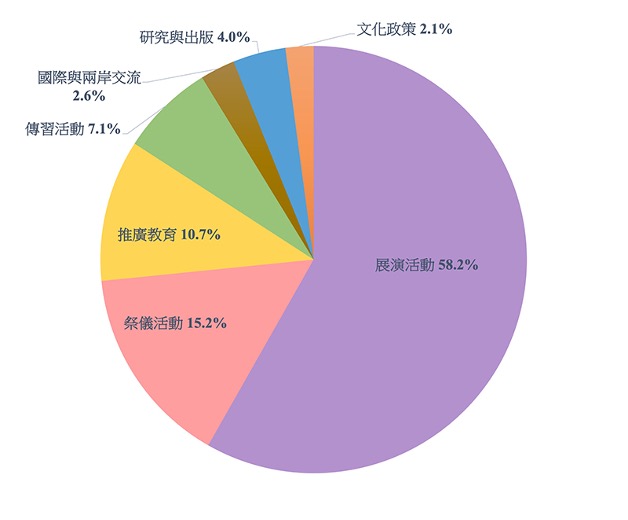 文化政策 2.1%
研究與出版 4.0%
國際與兩岸交流
2.6%
傳習活動 7.1%
推廣教育 10.7%
展演活動 58.2%
祭儀活動 15.2%